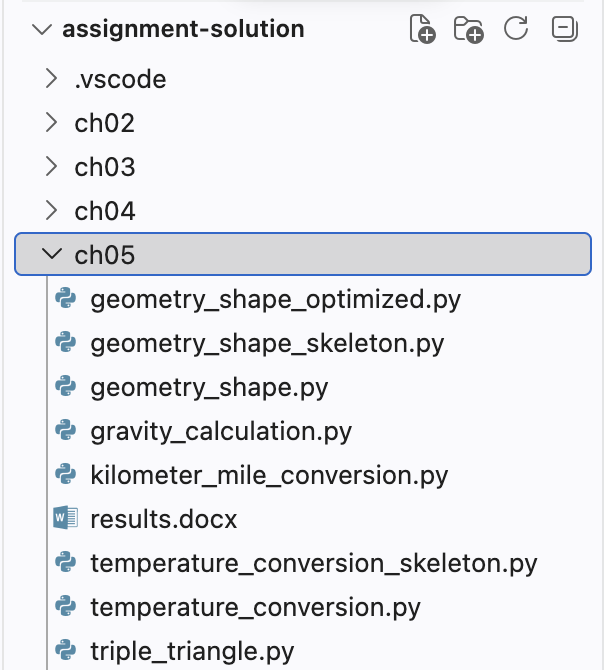 assignment-solution
.vscode
ch02
ch03
ch04
ch05
geometry_shape_optimized.py
geometry_shape_skeleton.py
geometry_shape.py
gravity_calculation.py
kilometer_mile_conversion.py
W results.docx
temperature_conversion_skeleton.py
temperature_conversion.py
triple_triangle.py